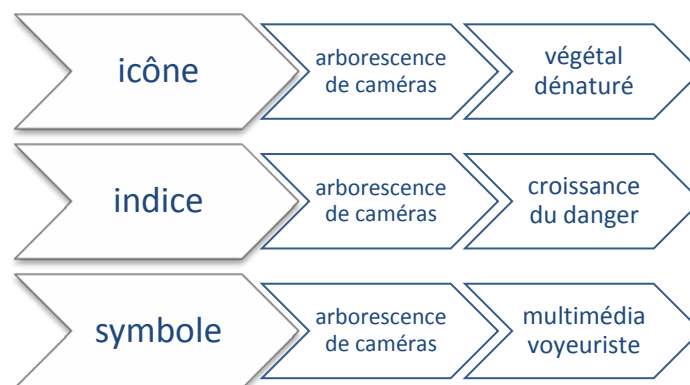 icône
arborescence
de caméras
végétal
dénaturé
indice
arborescence
de caméras
croissance
du danger
symbole
arborescence
de caméras
multimédia
voyeuriste